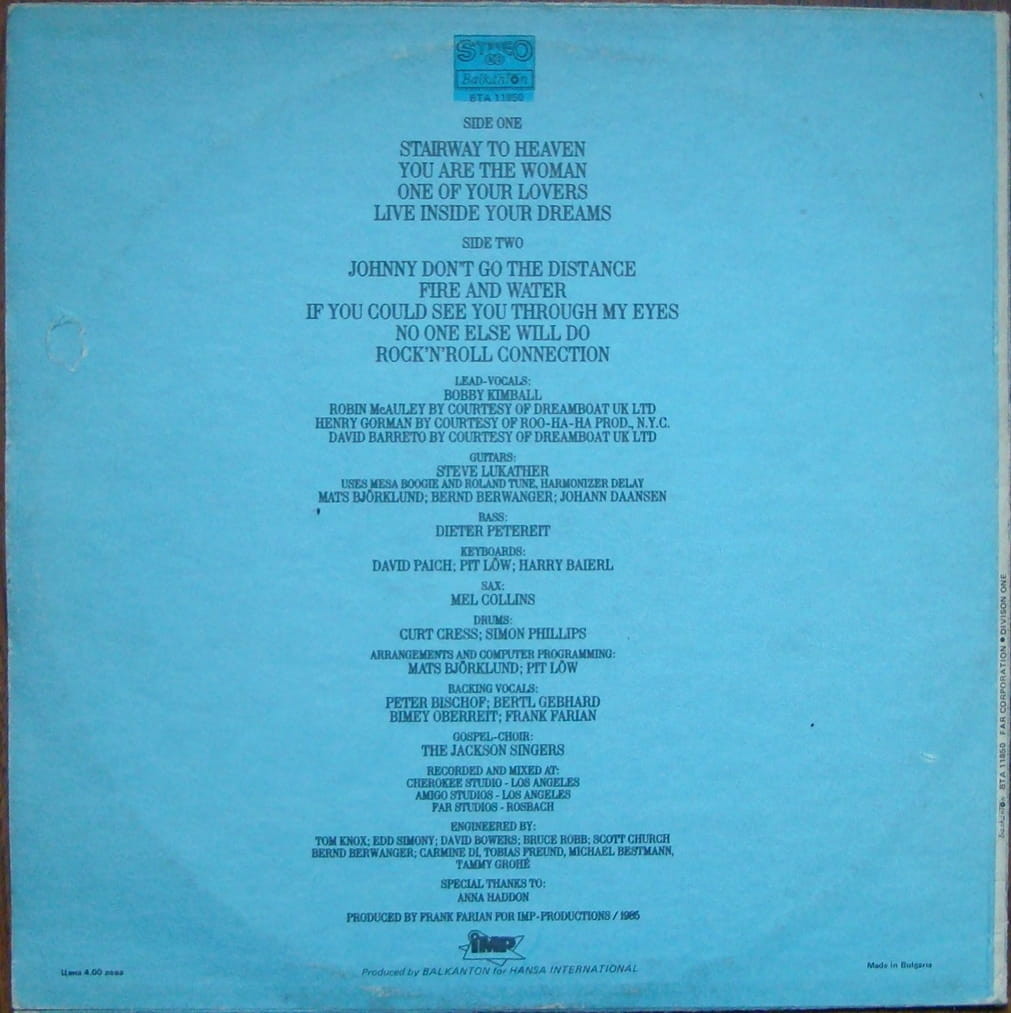 STEREO
Balkanton
BTA 11850
SIDE ONE
STAIRWAY TO HEAVEN
YOU ARE THE WOMAN
ONE OF YOUR LOVERS
LIVE INSIDE YOUR DREAMS
SIDE TWO
JOHNNY DON'T GO THE DISTANCE
FIRE AND WATER
IF YOU COULD SEE YOU THROUGH MY EYES
NO ONE ELSE WILL DO
ROCK'N'ROLL CONNECTION
LEAD-VOCALS:
BOBBY KIMBALL
ROBIN McAULEY BY COURTESY OF DREAMBOAT UK LTD
HENRY GORMAN BY COURTESY OF ROO-HA-HA PROD., N.Y.C.
DAVID BARRETO BY COURTESY OF DREAMBOAT UK LTD
GUITARS:
STEVE LUKATHER
USES MESA BOOGIE AND ROLAND TUNE, HARMONIZER DELAY
MATS BJÖRKLUND; BERND BERWANGER; JOHANN DAANSEN
BASS:
DIETER PETEREIT
KEYBOARDS:
DAVID PAICH; PIT LÖW; HARRY BAIERL
SAX:
MEL COLLINS
DRUMS:
CURT CRESS; SIMON PHILLIPS
ARRANGEMENTS AND COMPUTER PROGRAMMING:
MATS BJÖRKLUND; PIT LÖW
BACKING VOCALS:
PETER BISCHOF; BERTL GEBHARD
BIMEY OBERREIT; FRANK FARIAN
GOSPEL-CHOIR:
THE JACKSON SINGERS
RECORDED AND MIXED AT:
CHEROKEE STUDIO - LOS ANGELES
AMIGO STUDIOS - LOS ANGELES
FAR STUDIOS - ROSBACH
ENGINEERED BY:
TOM KNOX; EDD SIMONY; DAVID BOWERS; BRUCE ROBB; SCOTT CHURCH
BERND BERWANGER; CARMINE DI, TOBIAS FREUND, MICHAEL BESTMANN,
TAMMY GROHÉ
SPECIAL THANKS TO:
ANNA HADDON
PRODUCED BY FRANK FARIAN FOR IMP-PRODUCTIONS / 1985
IMP
Цена 4.00 лева
Produced by BALKANTON for HANSA INTERNATIONAL
Made in Bulgaria
Balkanton BTA 11850 FAR CORPORATION ● DIVISON ONE